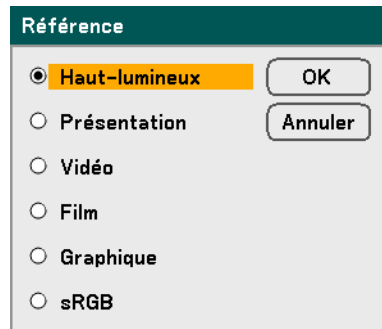 Référence
Haut-lumineux OK
Présentation Annuler
Vidéo
Film
Graphique
sRGB